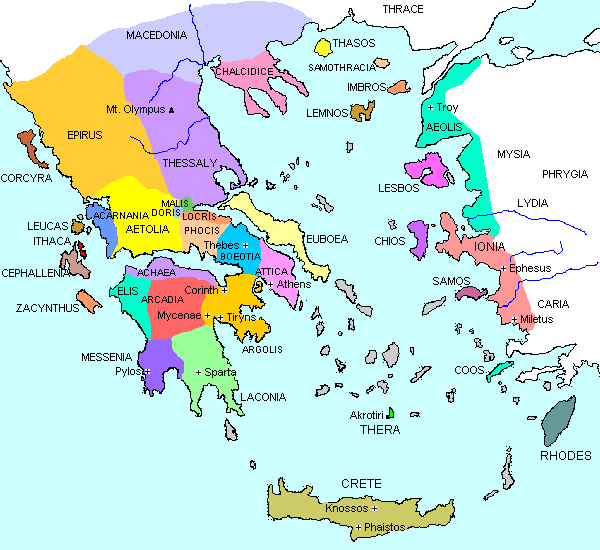 THRACE
MACEDONIA
THASOS
CHALCIDICE
SAMOTHRACIA
IMBROS
Mt. Olympus
LEMNOS
Troy
AEOLIS
EPIRUS
THESSALY
MYSIA
PHRYGIA
CORCYRA
LESBOS
MALIS
LYDIA
ACARNANIA
DORIS
LOCRIS
LEUCAS
AETOLIA
PHOCIS
EUBOEA
CHIOS
ITHACA
Thebes
BOEOTIA
IONIA
CEPHALLENIA
ACHAEA
ATTICA
Ephesus
Athens
SAMOS
ELIS
Corinth
ARCADIA
ZACYNTHUS
Mycenae
Tiryns
CARIA
Miletus
ARGOLIS
MESSENIA
Pylos
Sparta
COOS
LACONIA
Akrotiri
THERA
RHODES
CRETE
Knossos
Phaistos